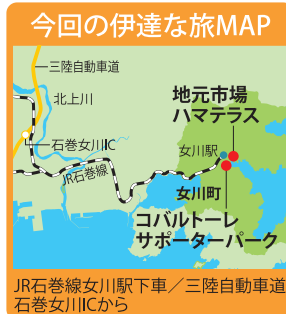 今回の伊達な旅MAP
三陸自動車道
北上川
地元市場
ハマテラス
石巻女川IC
女川駅
JR石巻線
女川町
コバルトーレ
サポーターパーク
JR石巻線女川駅下車／三陸自動車道
石巻女川ICから